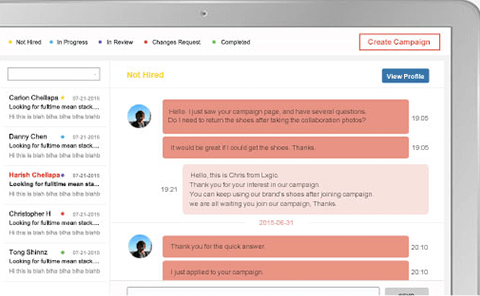 Not Hired
In Progress
In Review
Changes Request
Completed
Create Campaign
Carlon Chellapa 07-21-2015
Looking for fulltime mean stack....
Hi this is blah blha blha blha blahb
Danny Chen 07-21-2015
Looking for fulltime mean stack....
Hi this is blah blha blha blha blahb
Harish Chellapa 07-21-2015
Looking for fulltime mean sta...
Hi this is blah blha blha blha blahb
Christopher H 07-21-2015
Looking for fulltime mean stack....
Hi this is blah blha blha blha blahb
Tong Shinnz 07-21-2015
Looking for fulltime mean stack....
Hi this is blah blha blha blha blahb
Not Hired
View Profile
Hello. I just saw your campaign page, and have several questions.
Do I need to return the shoes after taking the collaboration photos?
19:05
It would be great if I could get the shoes. Thanks.
19:05
Hello, this is Chris from Lxgic.
Thank you for your interest in our campaign
You can keep using our brand's shoes after joining campaign
we are all waiting you join our campaign, Thanks.
19:21
2015-06-31
Thank you for the quick answer.
20:10
I just applied to your campaign.
20:10